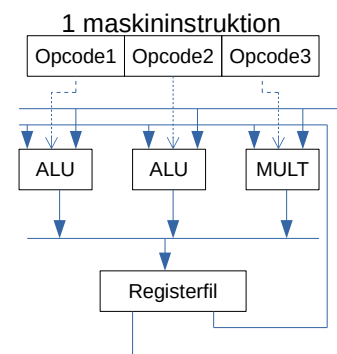 1 maskininstruktion
Opcode1 Opcode2 Opcode3
ALU ALU MULT
Registerfil